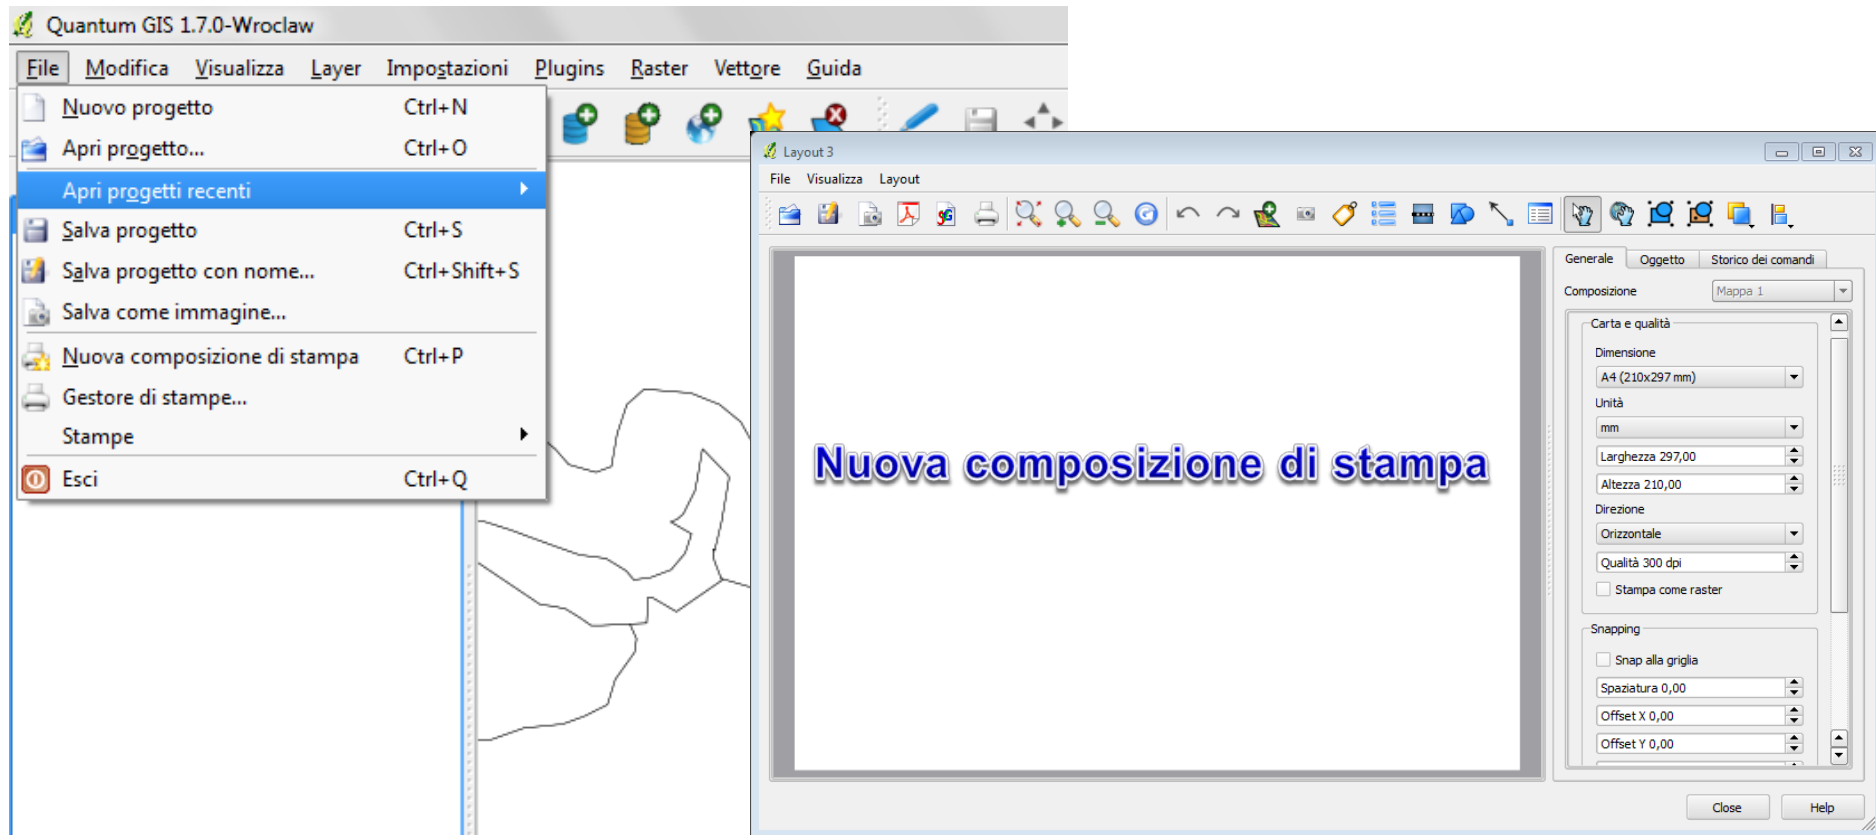 Quantum GIS 1.7.0-Wroclaw
File Modifica Visualizza Layer Impostazioni Plugins Raster Vettore Guida
Nuovo progetto Ctrl+N
Apri progetto... Ctrl+O
Apri progetti recenti
Salva progetto Ctrl+S
Salva progetto con nome... Ctrl+Shift+S
Salva come immagine...
Nuova composizione di stampa Ctrl+P
Gestore di stampe...
Stampe
Esci Ctrl+Q
Layout 3
File Visualizza Layout
Nuova composizione di stampa
Generale Oggetto Storico dei comandi
Composizione Mappa 1
Carta e qualità
Dimensione
A4 (210x297 mm)
Unità
mm
Larghezza 297,00
Altezza 210,00
Direzione
Orizzontale
Qualità 300 dpi
Stampa come raster
Snapping
Snap alla griglia
Spaziatura 0,00
Offset X 0,00
Offset Y 0,00
Close Help